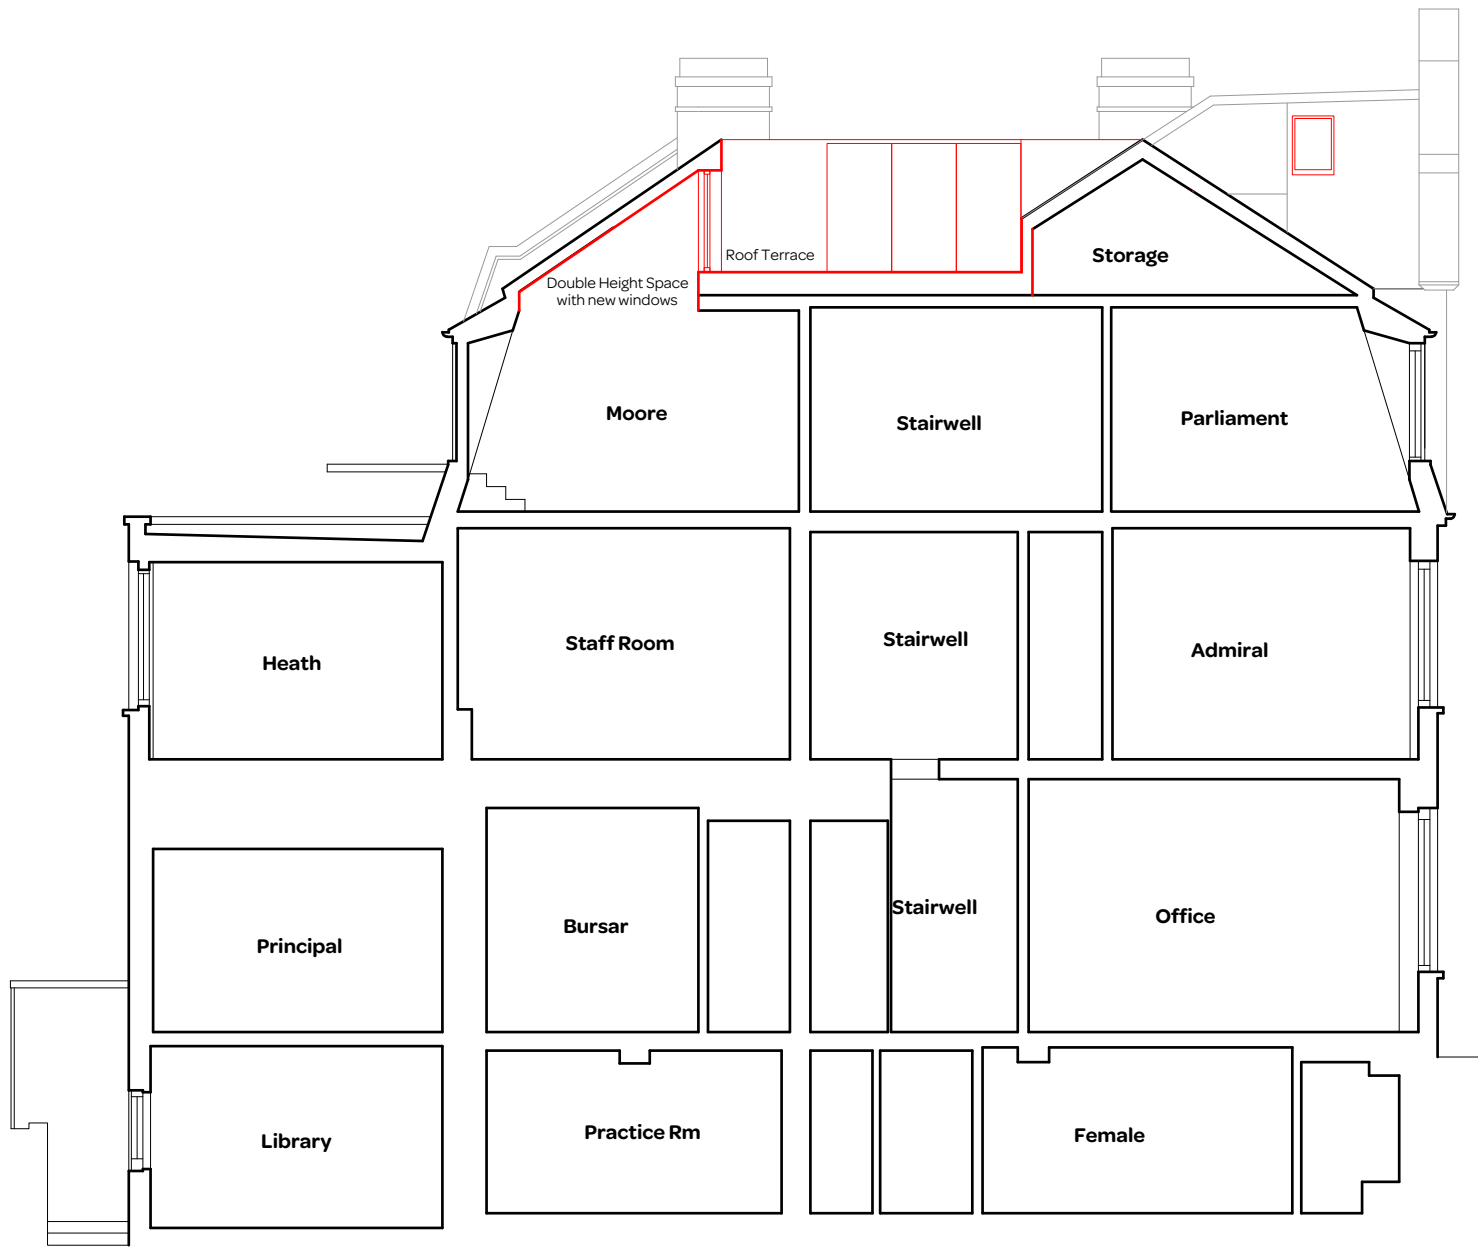 Roof Terrace
Storage
Double Height Space
with new windows
Moore
Stairwell
Parliament
Heath
Staff Room
Stairwell
Admiral
Principal
Bursar
Stairwell
Office
Library
Practice Rm
Female